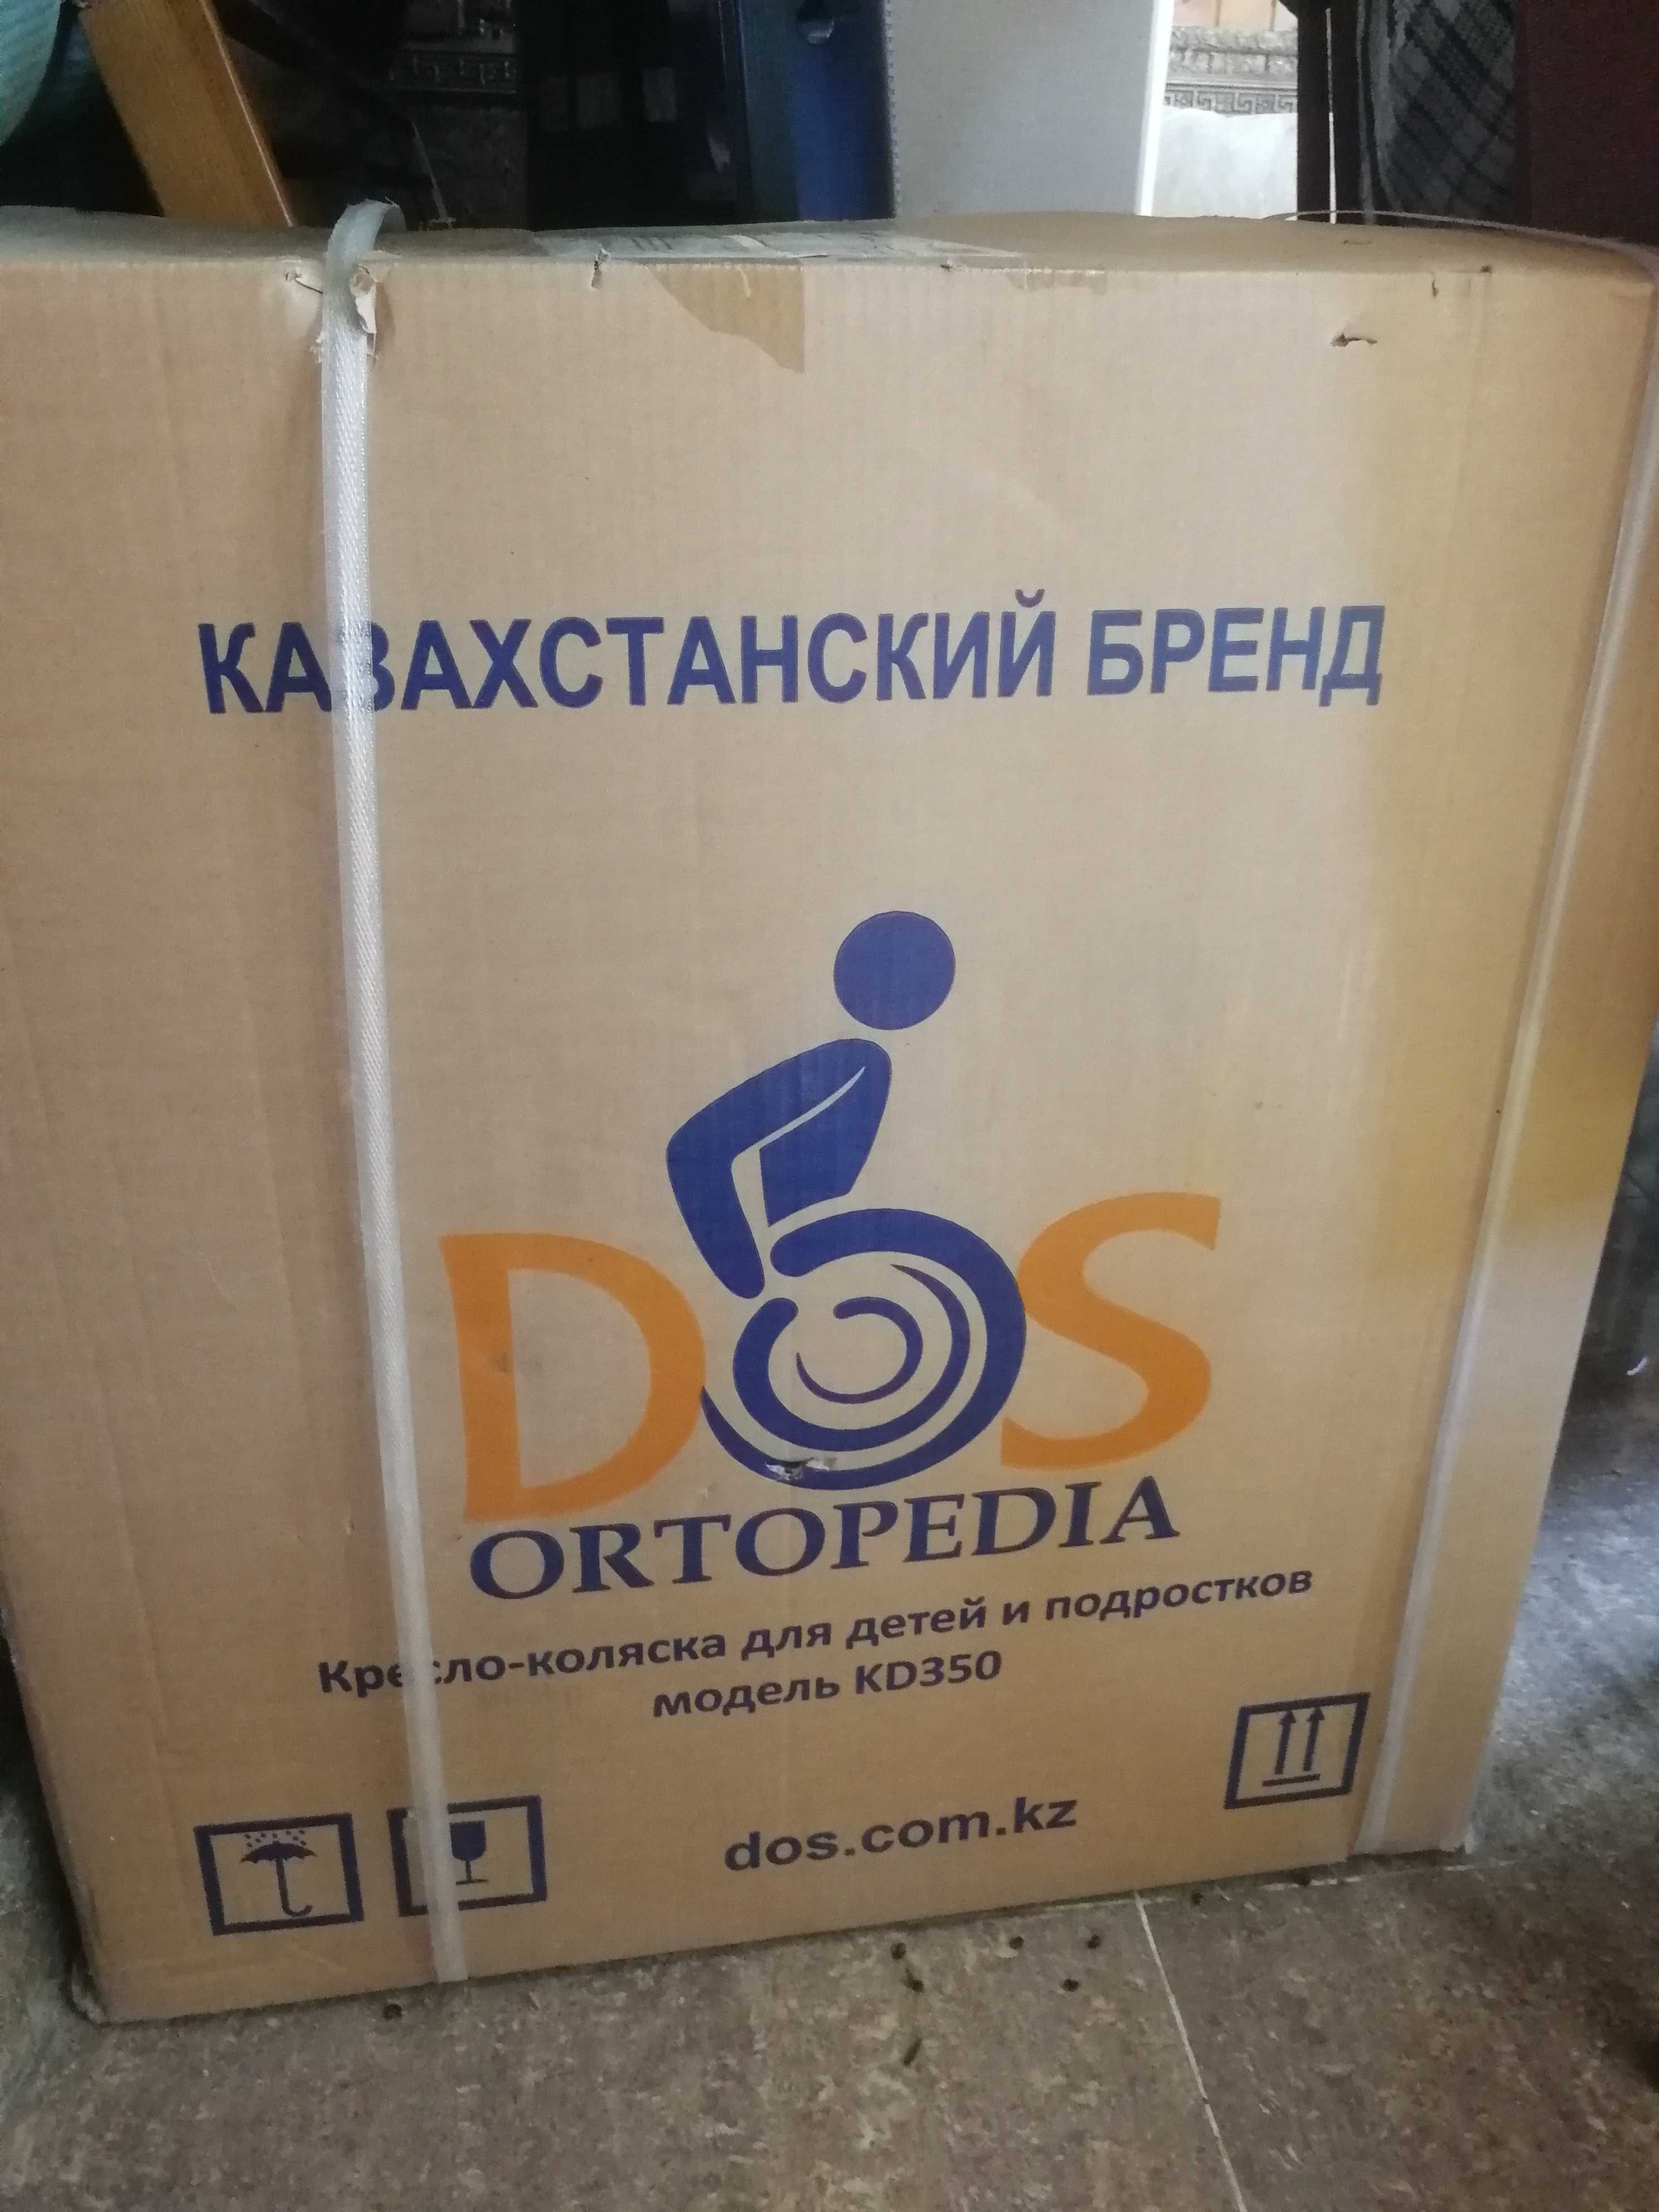 КАЗАХСТАНСКИЙ БРЕНД
DOS
ORTOPEDIA
Кресло-коляска для детей и подростков
модель KD350
dos.com.kz